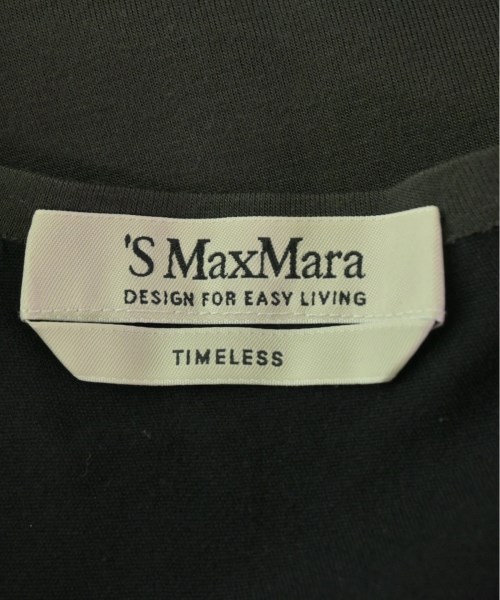 'S MaxMara
DESIGN FOR EASY LIVING
TIMELESS